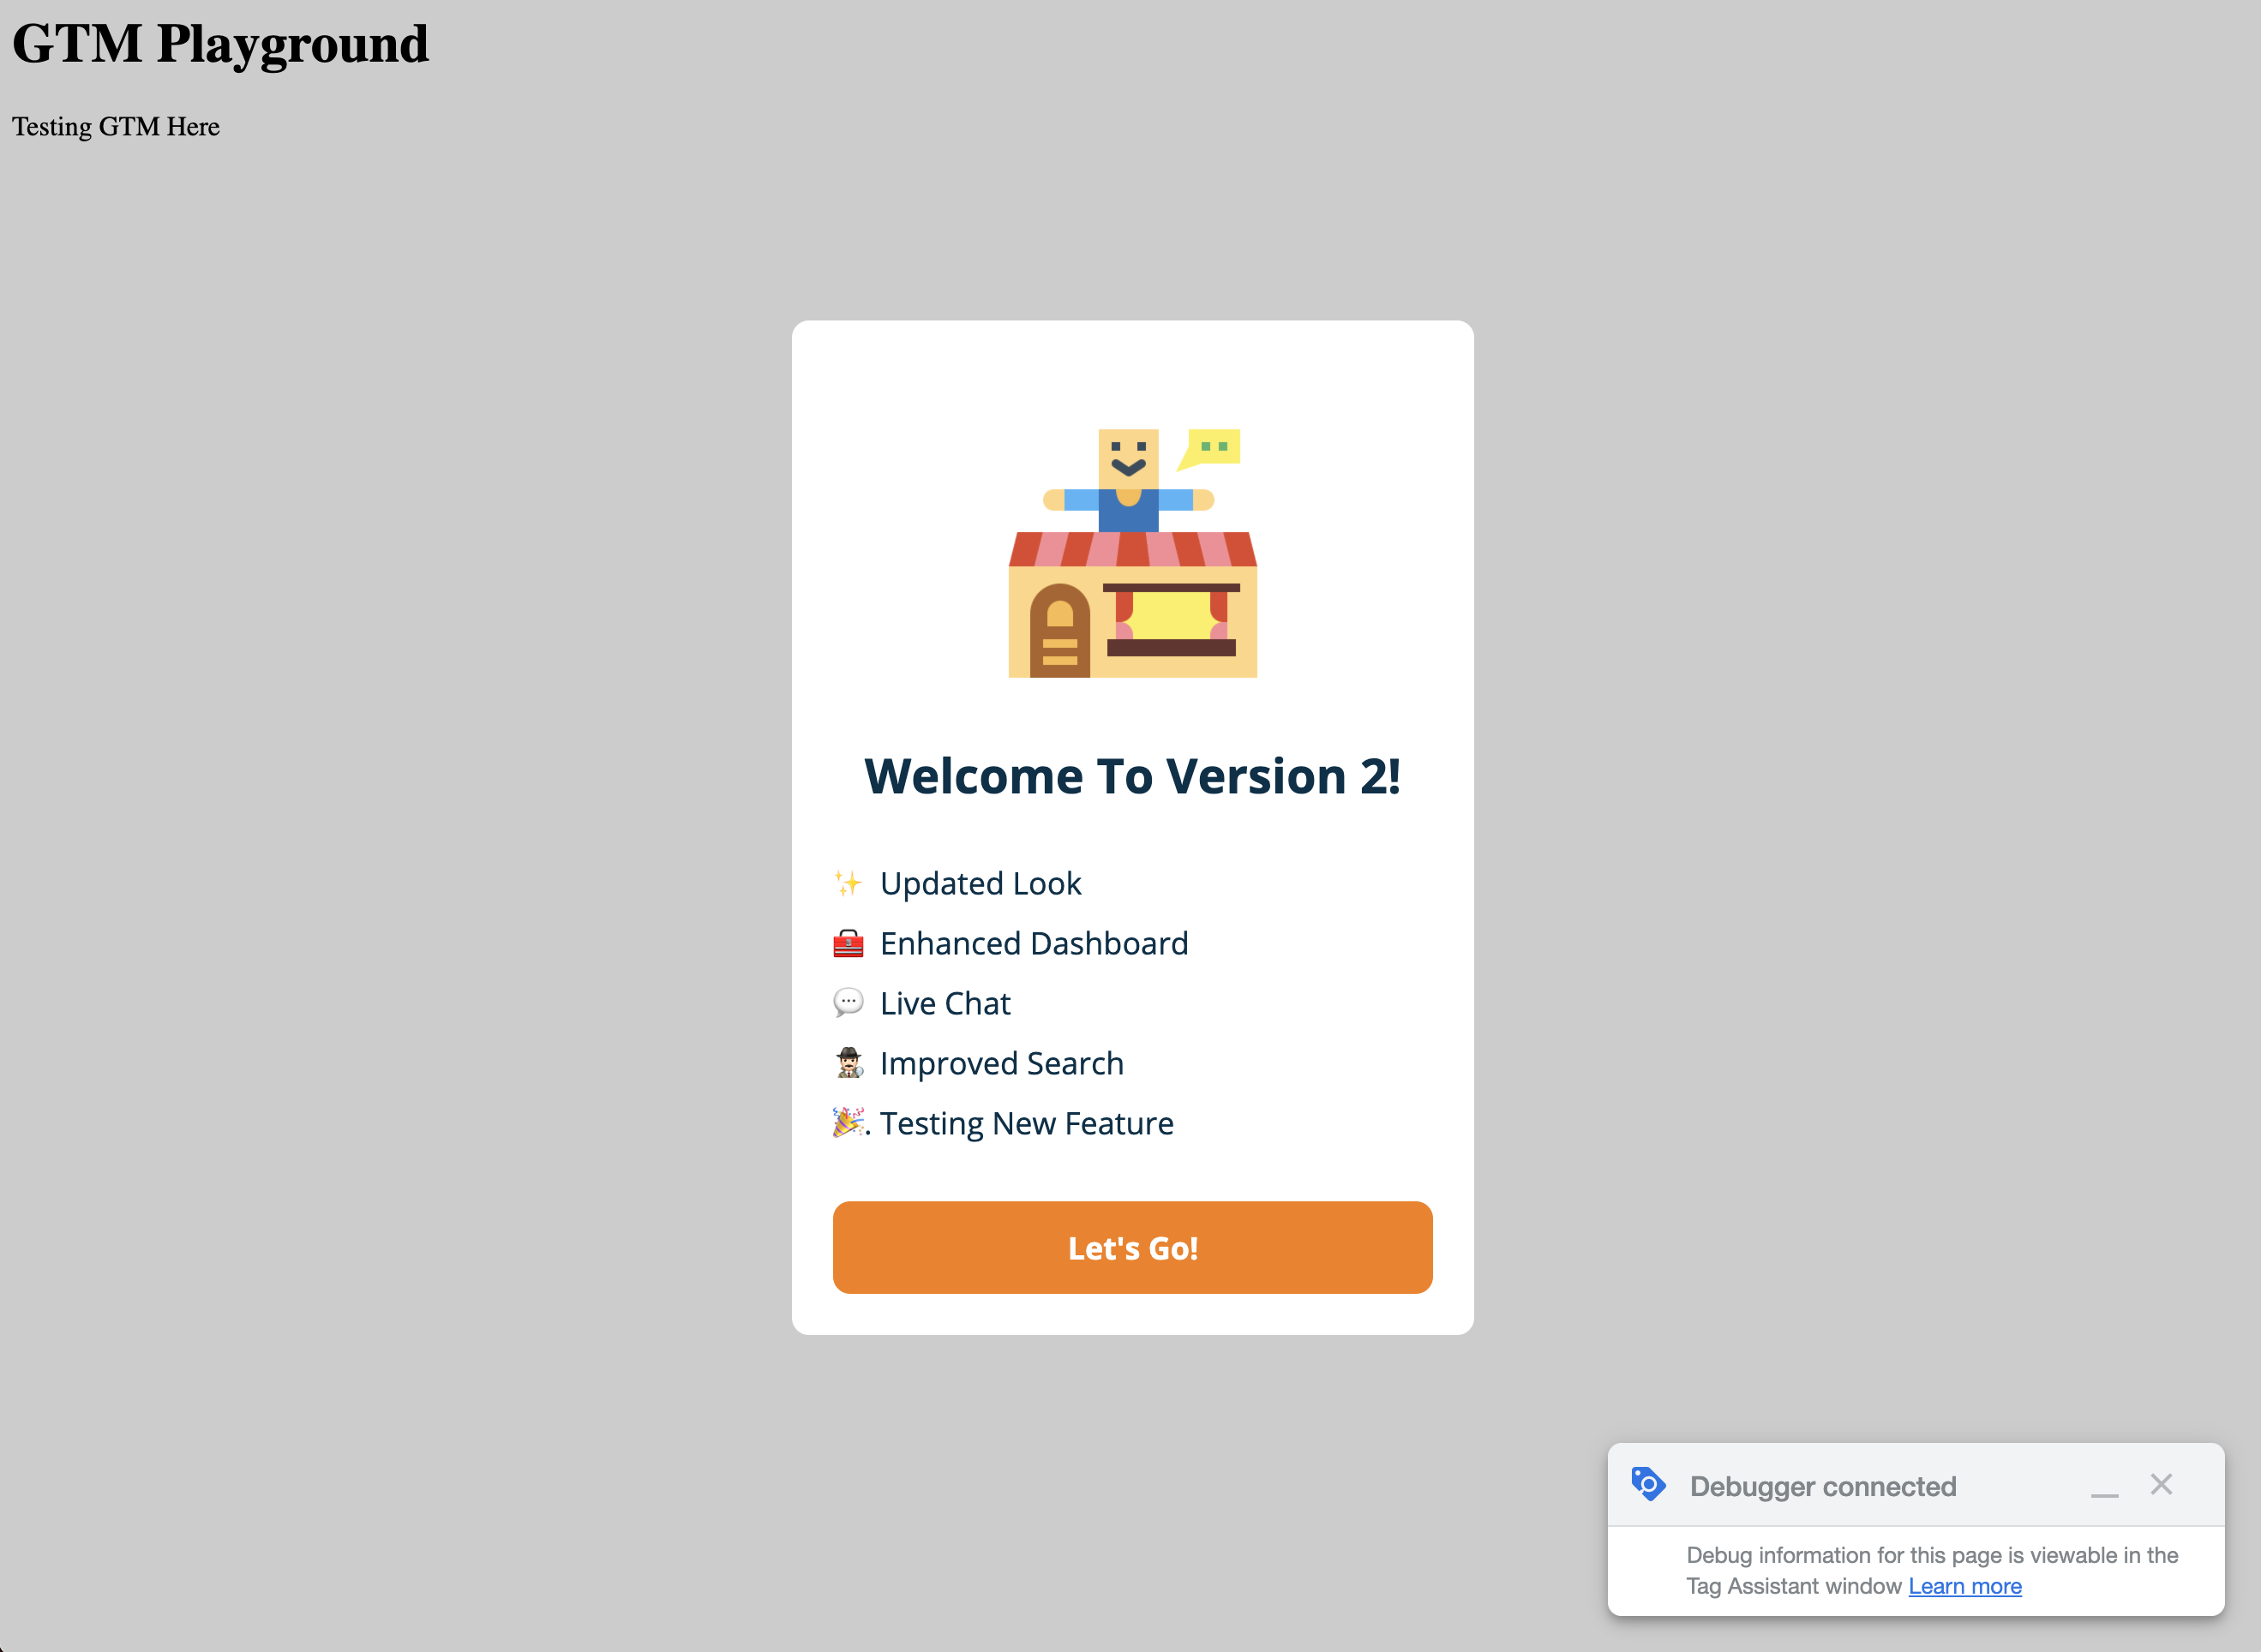 GTM Playground
Testing GTM Here
Welcome To Version 2!
✨ Updated Look
🧰 Enhanced Dashboard
💬 Live Chat
🕵🏻‍♂️ Improved Search
🎉. Testing New Feature
Let's Go!
Debugger connected
Debug information for this page is viewable in the
Tag Assistant window Learn more